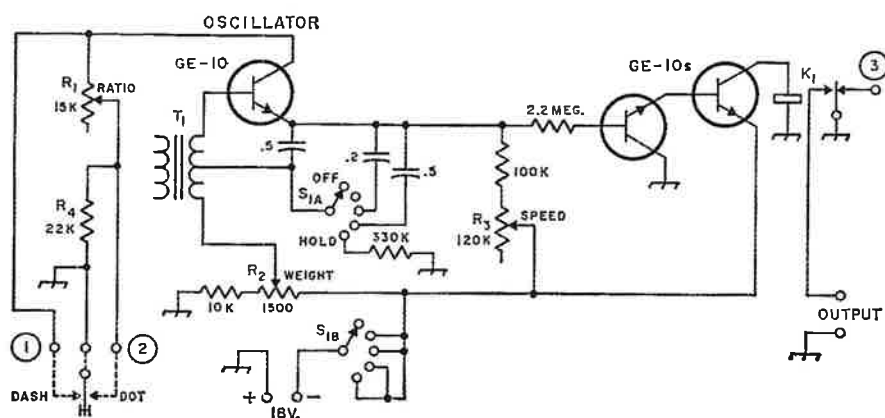 OSCILLATOR
GE-10
GE-10s
K1
3
R1
RATIO
15K
T1
2.2 MEG.
.5
.2
.5
OFF
S1A
100K
R4
22K
R3
SPEED
120K
HOLD
330K
R2
WEIGHT
10K
1500
OUTPUT
S1B
1
2
DASH
DOT
+
-
18V.